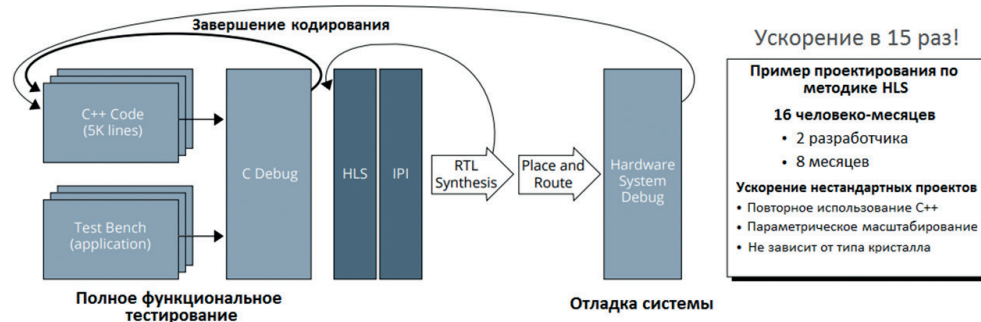 Завершение кодирования
C++ Code
(5K lines)
Test Bench
(application)
C Debug
HLS
IPI
RTL
Synthesis
Place and
Route
Hardware
System
Debug
Полное функциональное
тестирование
Отладка системы
Ускорение в 15 раз!
Пример проектирования по
методике HLS
16 человеко-месяцев
• 2 разработчика
• 8 месяцев
Ускорение нестандартных проектов
• Повторное использование C++
• Параметрическое масштабирование
• Не зависит от типа кристалла